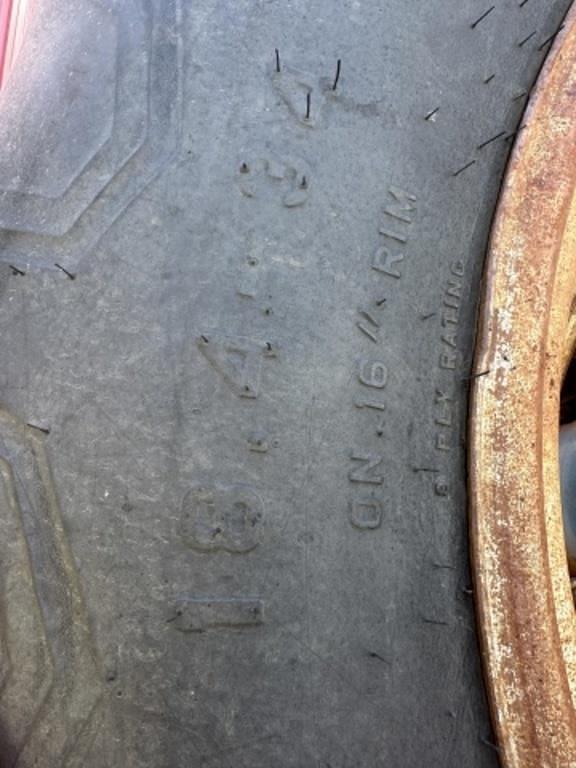 18.4-34
ON 16" RIM
6 PLY RATING